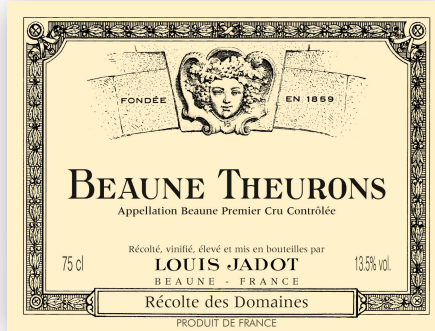 FONDÉE EN 1859
BEAUNE THEURONS
Appellation Beaune Premier Cru Contrôlée
Récolté, vinifié, élevé et mis en bouteilles par
75 cl LOUIS JADOT 13.5% vol.
BEAUNE - FRANCE
Récolte des Domaines
PRODUIT DE FRANCE